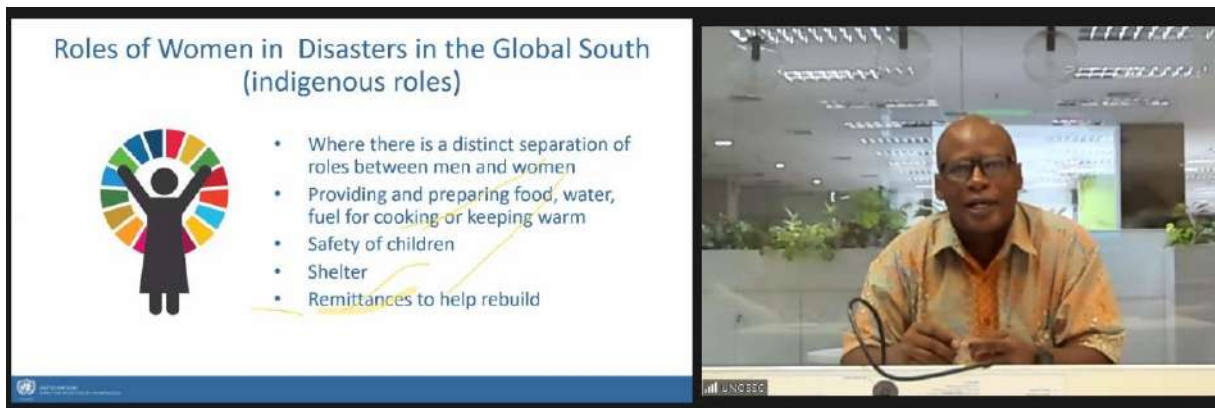 Roles of Women in Disasters in the Global South
(indigenous roles)
• Where there is a distinct separation of
roles between men and women
• Providing and preparing food, water,
fuel for cooking or keeping warm
• Safety of children
• Shelter
• Remittances to help rebuild
UNITED NATIONS
UNOSSC